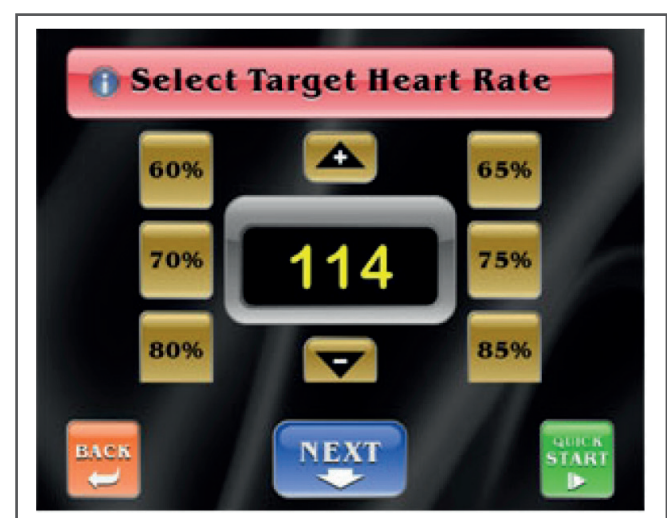 Select Target Heart Rate
+
60%
65%
70%
114
75%
80%
-
85%
BACK
NEXT
QUICK
START